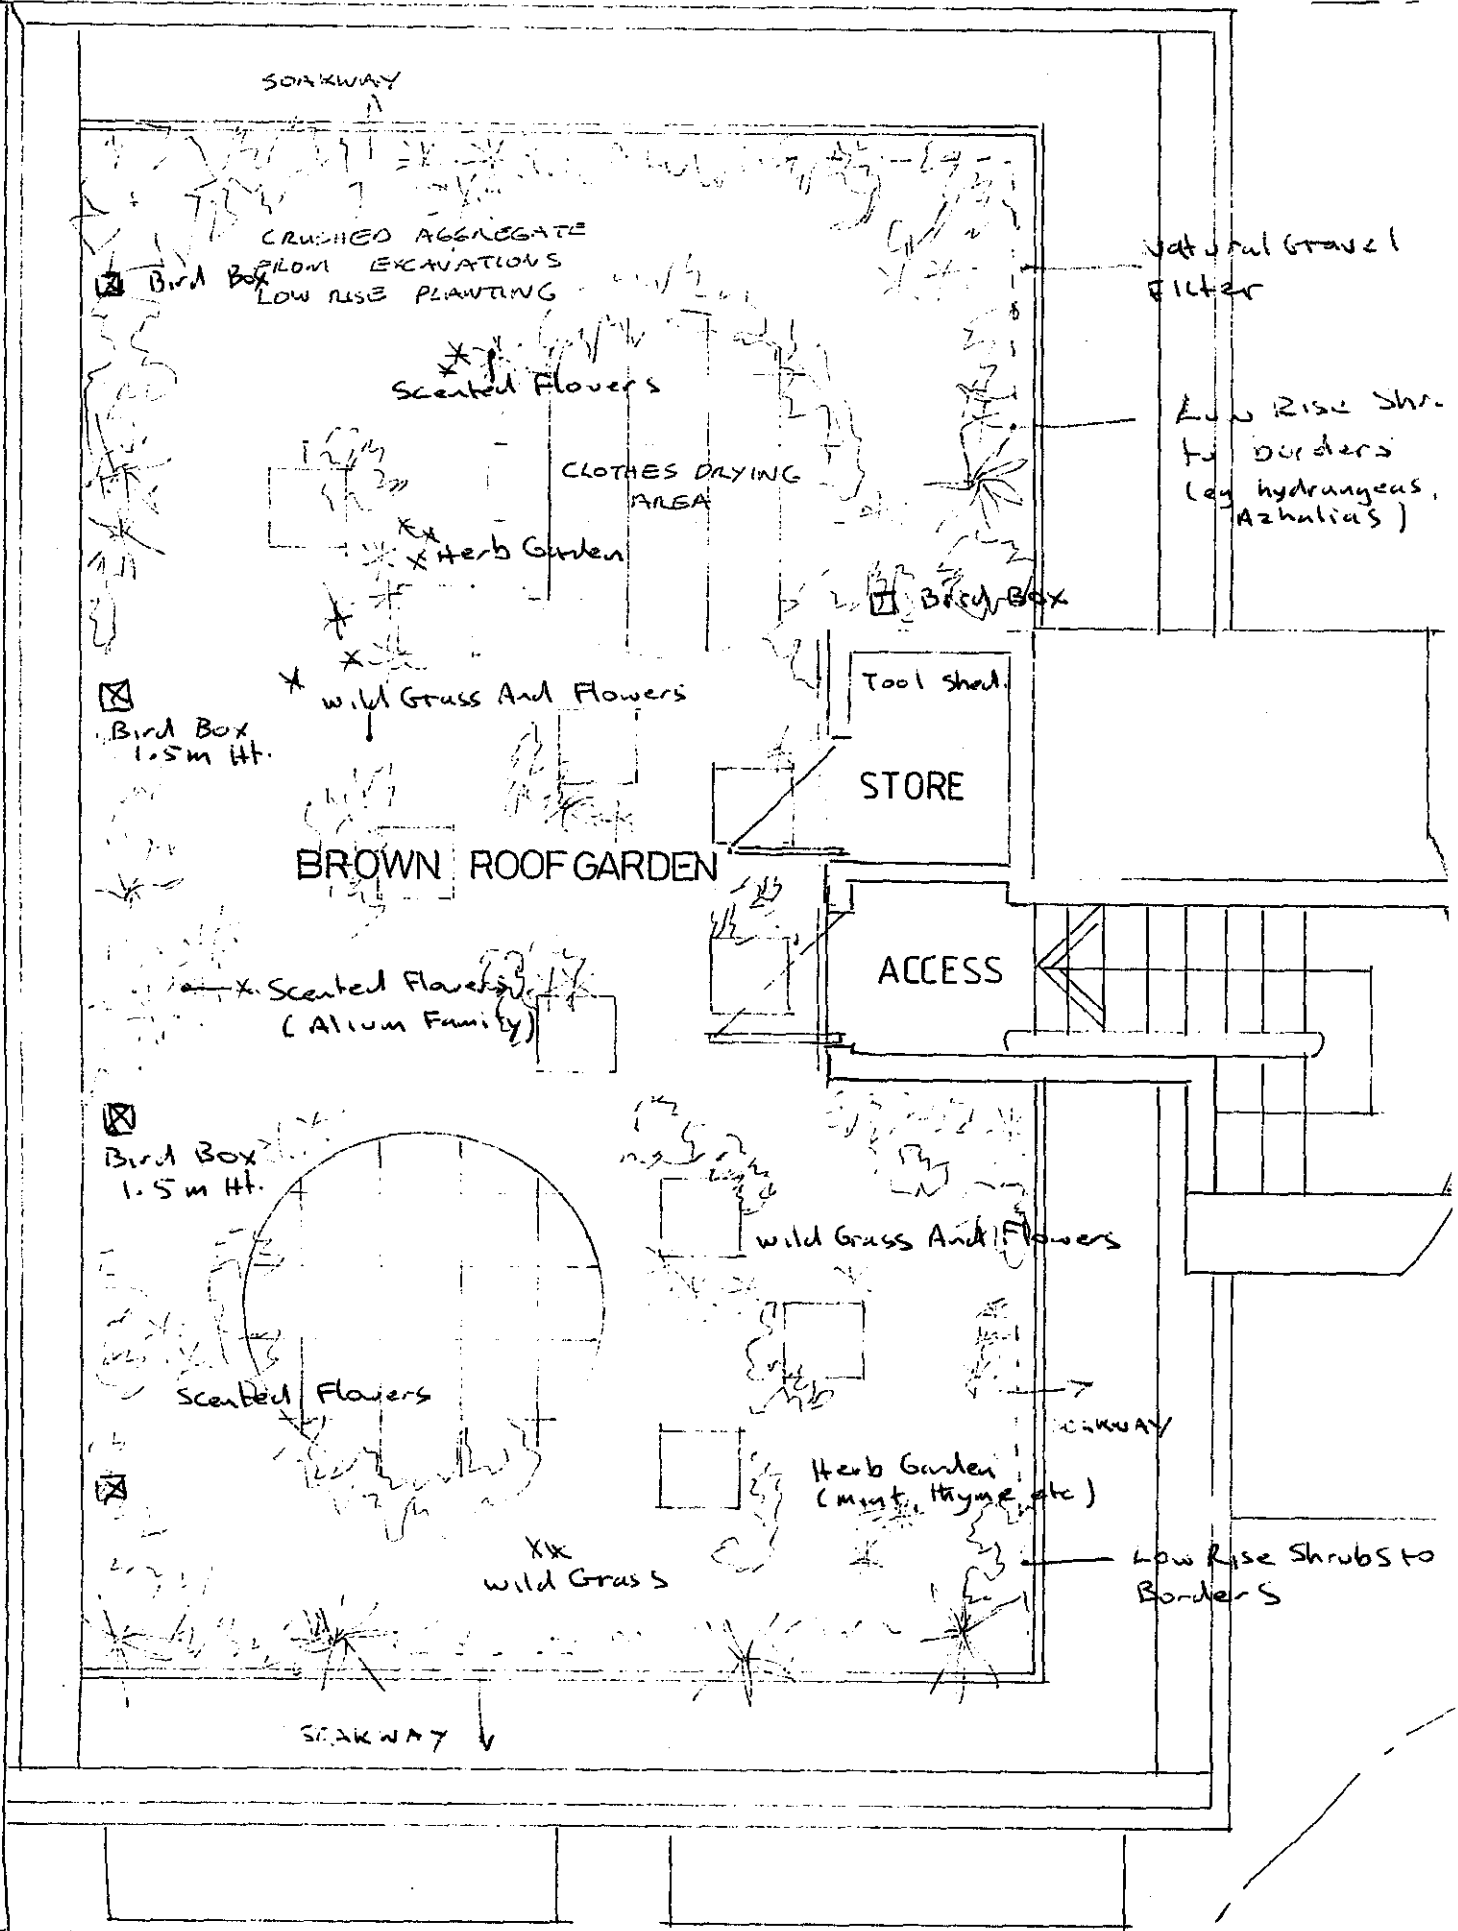 SOAKWAY
CRUSHED AGGREGATE
FROM EXCAVATIONS
LOW RISE PLANTING
Bird Box
Natural Gravel
Filter
Scented Flowers
Low Rise Shr.
to borders
(eg hydrangeas,
Azhalias)
CLOTHES DRYING
AREA
Herb Garden
Bird Box
Tool Shed.
Wild Grass And Flowers
Bird Box
1.5m Ht.
STORE
BROWN ROOF GARDEN
ACCESS
Scented Flowers
(Alium Family)
Bird Box
1.5m Ht.
Wild Grass And Flowers
Scented Flowers
SOAKWAY
Herb Garden
(mint, thyme, etc)
Wild Grass
Low Rise Shrubs to
Borders
SOAKWAY